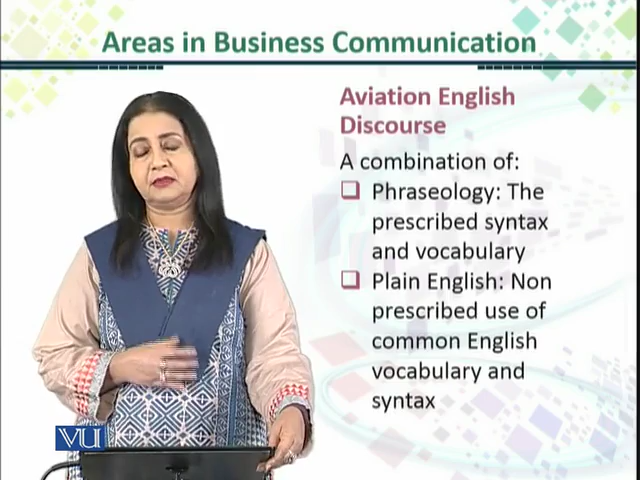 Areas in Business Communication
Aviation English
Discourse
A combination of:
Phraseology: The
prescribed syntax
and vocabulary
Plain English: Non
prescribed use of
common English
vocabulary and
syntax
VU